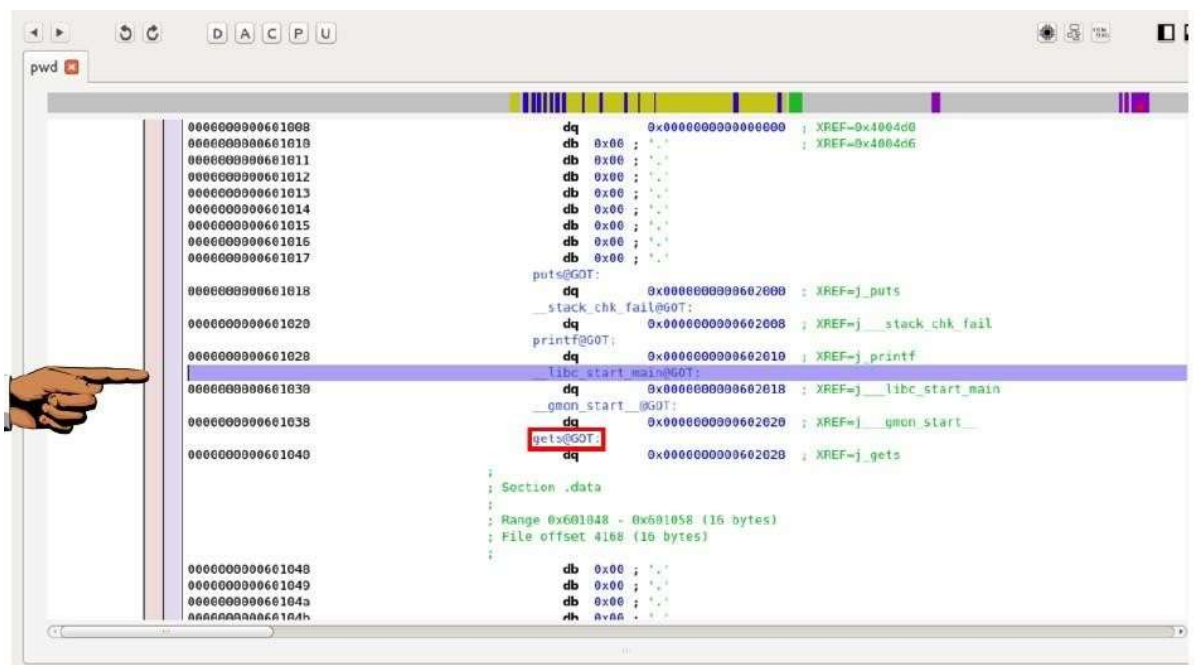 D A C P U
pwd
0000000000601008 dq 0x0000000000000000 ; XREF=0x4004d0
0000000000601010 db 0x00 ; '.' ; XREF=0x4004d6
0000000000601011 db 0x00 ; '.'
0000000000601012 db 0x00 ; '.'
0000000000601013 db 0x00 ; '.'
0000000000601014 db 0x00 ; '.'
0000000000601015 db 0x00 ; '.'
0000000000601016 db 0x00 ; '.'
0000000000601017 db 0x00 ; '.'
puts@GOT:
0000000000601018 dq 0x0000000000602000 ; XREF=j_puts
__stack_chk_fail@GOT:
0000000000601020 dq 0x0000000000602008 ; XREF=j___stack_chk_fail
printf@GOT:
0000000000601028 dq 0x0000000000602010 ; XREF=j_printf
__libc_start_main@GOT:
0000000000601030 dq 0x0000000000602018 ; XREF=j___libc_start_main
__gmon_start__@GOT:
0000000000601038 dq 0x0000000000602020 ; XREF=j___gmon_start__
gets@GOT:
0000000000601040 dq 0x0000000000602028 ; XREF=j_gets
;
; Section .data
;
; Range 0x601048 - 0x601058 (16 bytes)
; File offset 4168 (16 bytes)
;
0000000000601048 db 0x00 ; '.'
0000000000601049 db 0x00 ; '.'
000000000060104a db 0x00 ; '.'
000000000060104b db 0x00 ; '.'